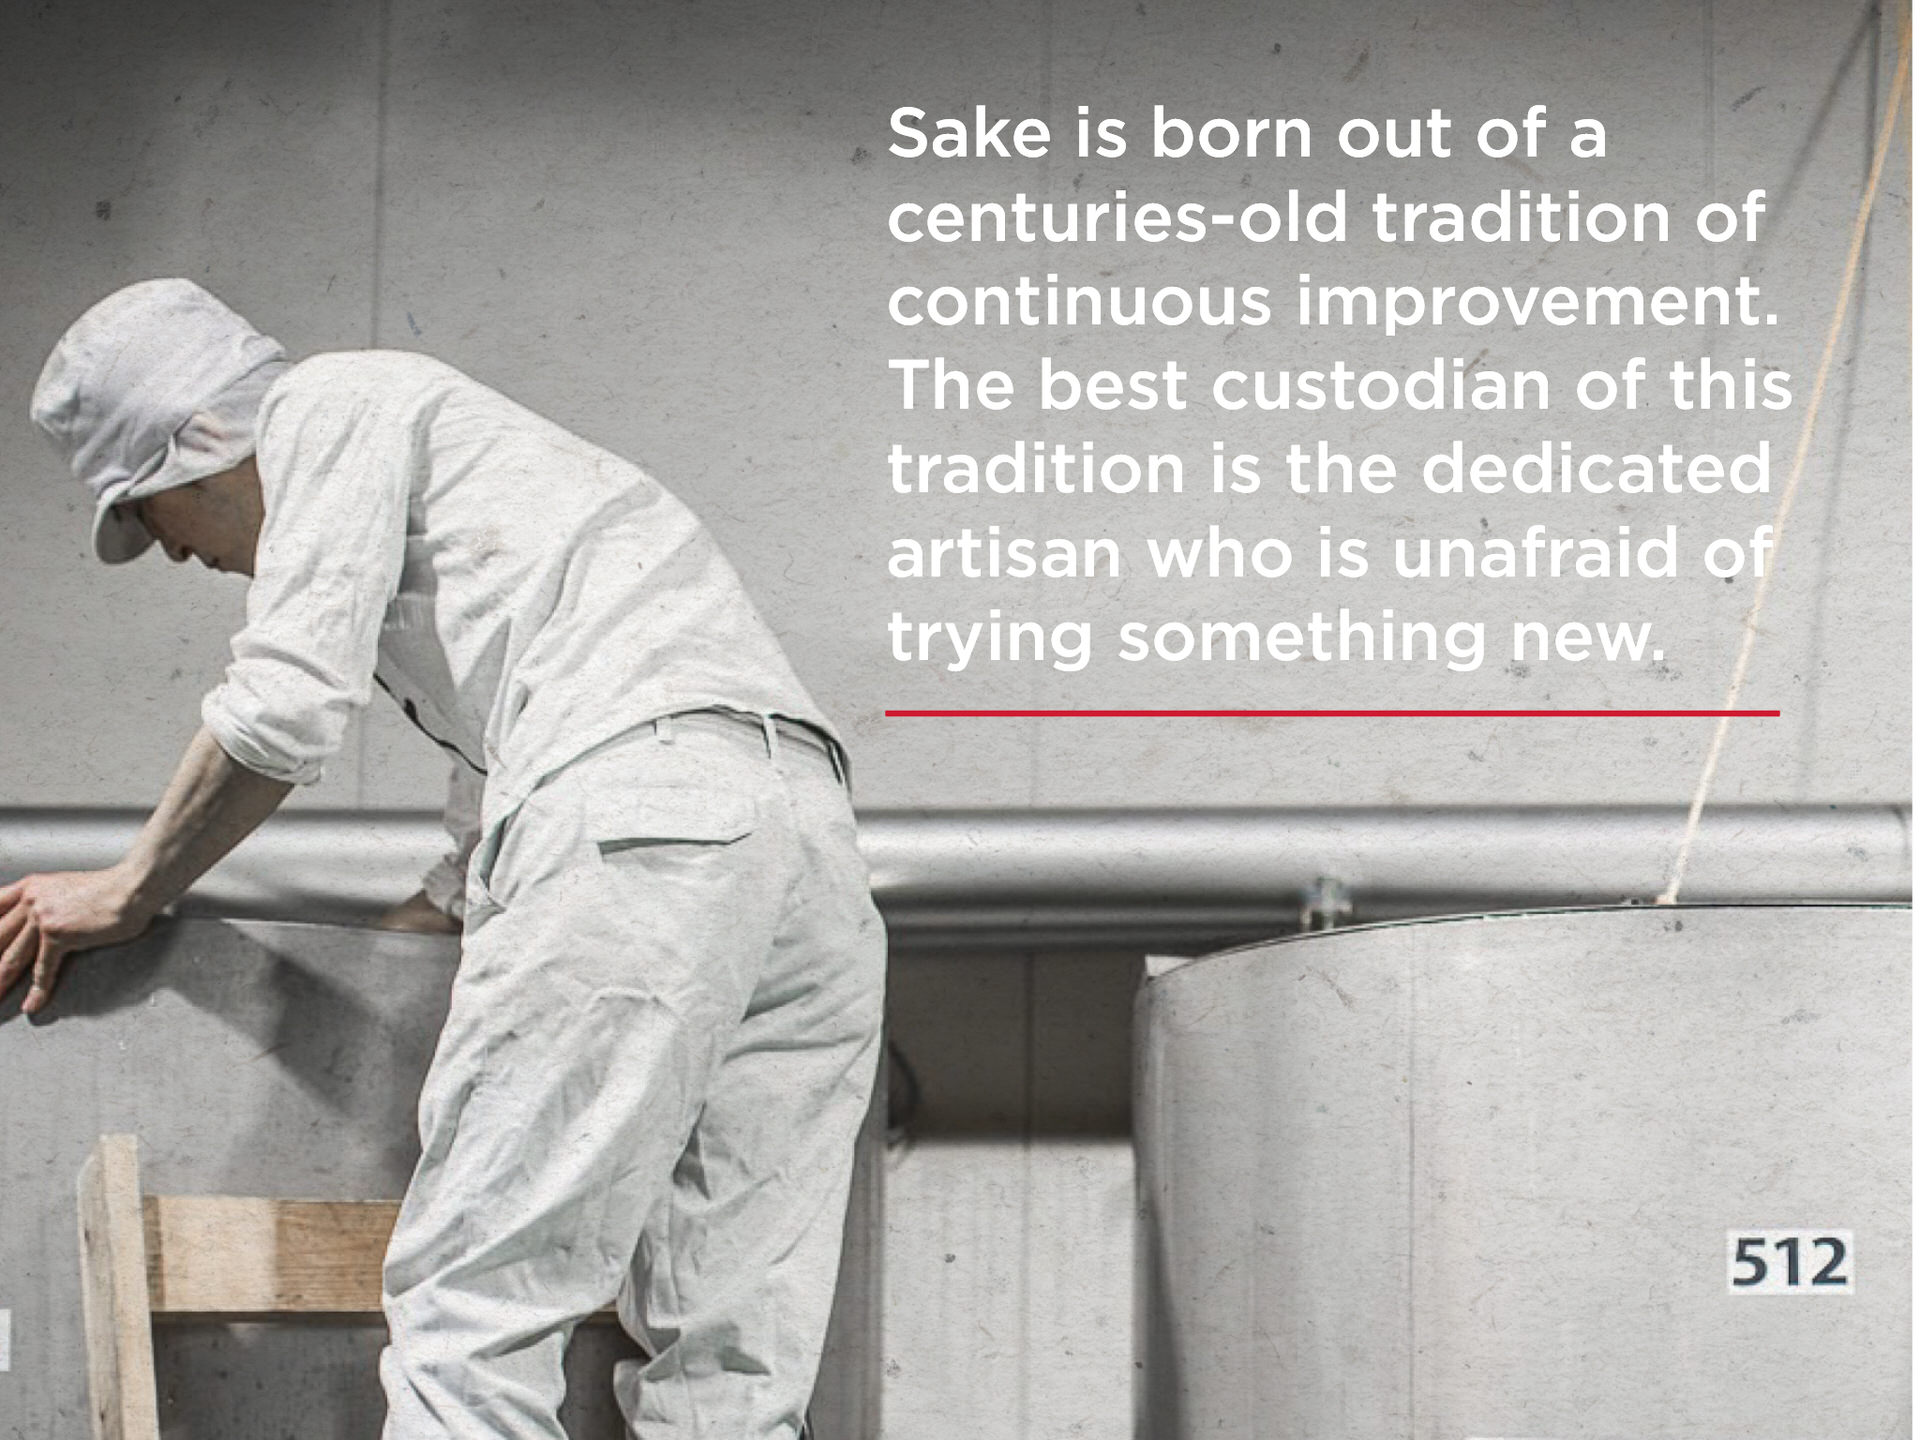 Sake is born out of a
centuries-old tradition of
continuous improvement.
The best custodian of this
tradition is the dedicated
artisan who is unafraid of
trying something new.
512